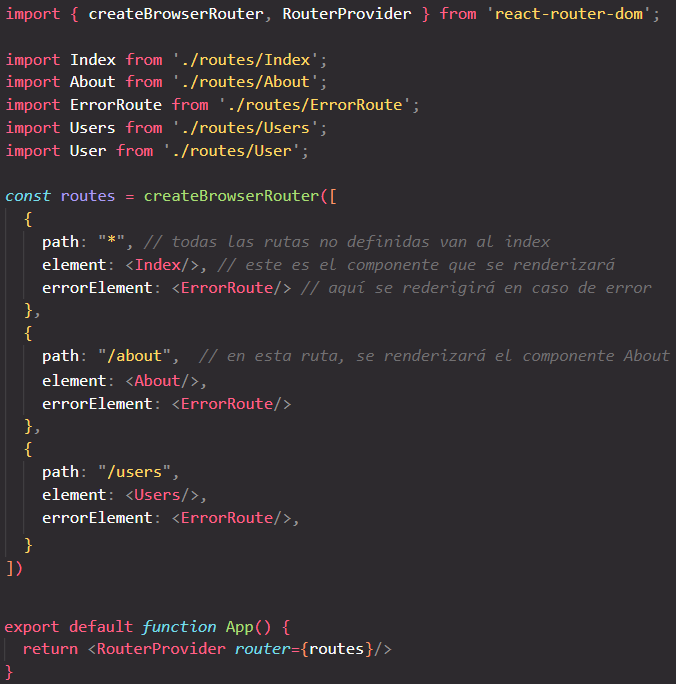 import { createBrowserRouter, RouterProvider } from 'react-router-dom';
import Index from './routes/Index';
import About from './routes/About';
import ErrorRoute from './routes/ErrorRoute';
import Users from './routes/Users';
import User from './routes/User';
const routes = createBrowserRouter([
{
path: "*", // todas las rutas no definidas van al index
element: <Index/>, // este es el componente que se renderizará
errorElement: <ErrorRoute/> // aquí se rederigirá en caso de error
},
{
path: "/about",  // en esta ruta, se renderizará el componente About
element: <About/>,
errorElement: <ErrorRoute/>
},
{
path: "/users",
element: <Users/>,
errorElement: <ErrorRoute/>,
}
])
export default function App() {
return <RouterProvider router={routes}/>
}